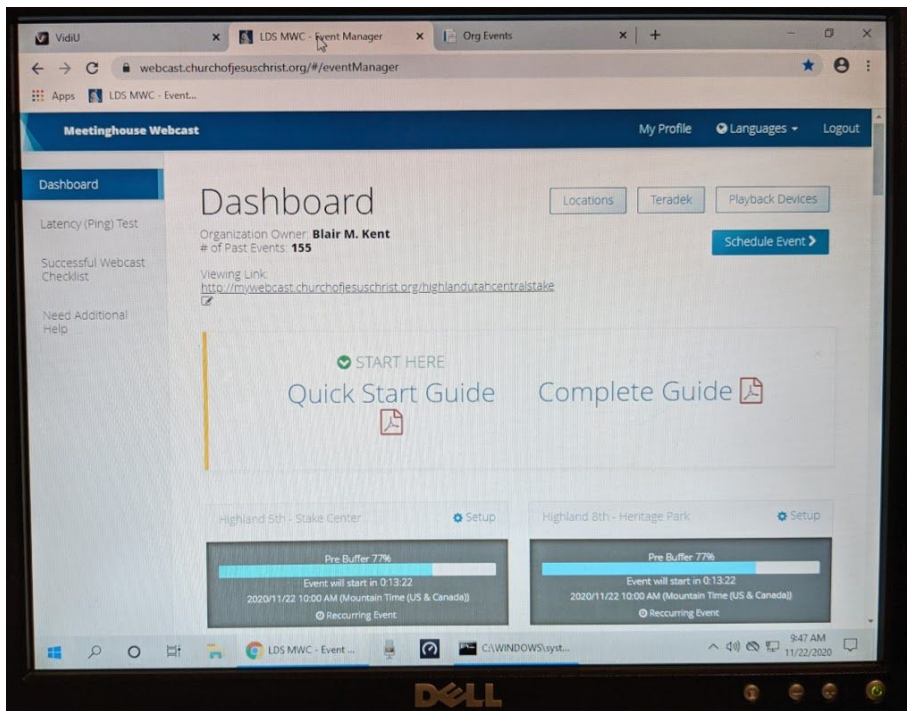 VidiU
LDS MWC - Event Manager
Org Events
webcast.churchofjesuschrist.org/#/eventManager
Apps LDS MWC - Event...
Meetinghouse Webcast
My Profile Languages Logout
Dashboard
Latency (Ping) Test
Successful Webcast
Checklist
Need Additional
Help
Dashboard
Locations Teradek Playback Devices
Organization Owner: Blair M. Kent
# of Past Events: 155
Schedule Event
Viewing Link:
http://mywebcast.churchofjesuschrist.org/highlandutahcentralstake
START HERE
Quick Start Guide
Complete Guide
Highland 5th - Stake Center Setup
Pre Buffer 77%
Event will start in 0:13:22
2020/11/22 10:00 AM (Mountain Time (US & Canada))
Reccurring Event
Highland 8th - Heritage Park Setup
Pre Buffer 77%
Event will start in 0:13:22
2020/11/22 10:00 AM (Mountain Time (US & Canada))
Reccurring Event
LDS MWC - Event ...
C:\WINDOWS\syst...
9:47 AM
11/22/2020
DELL